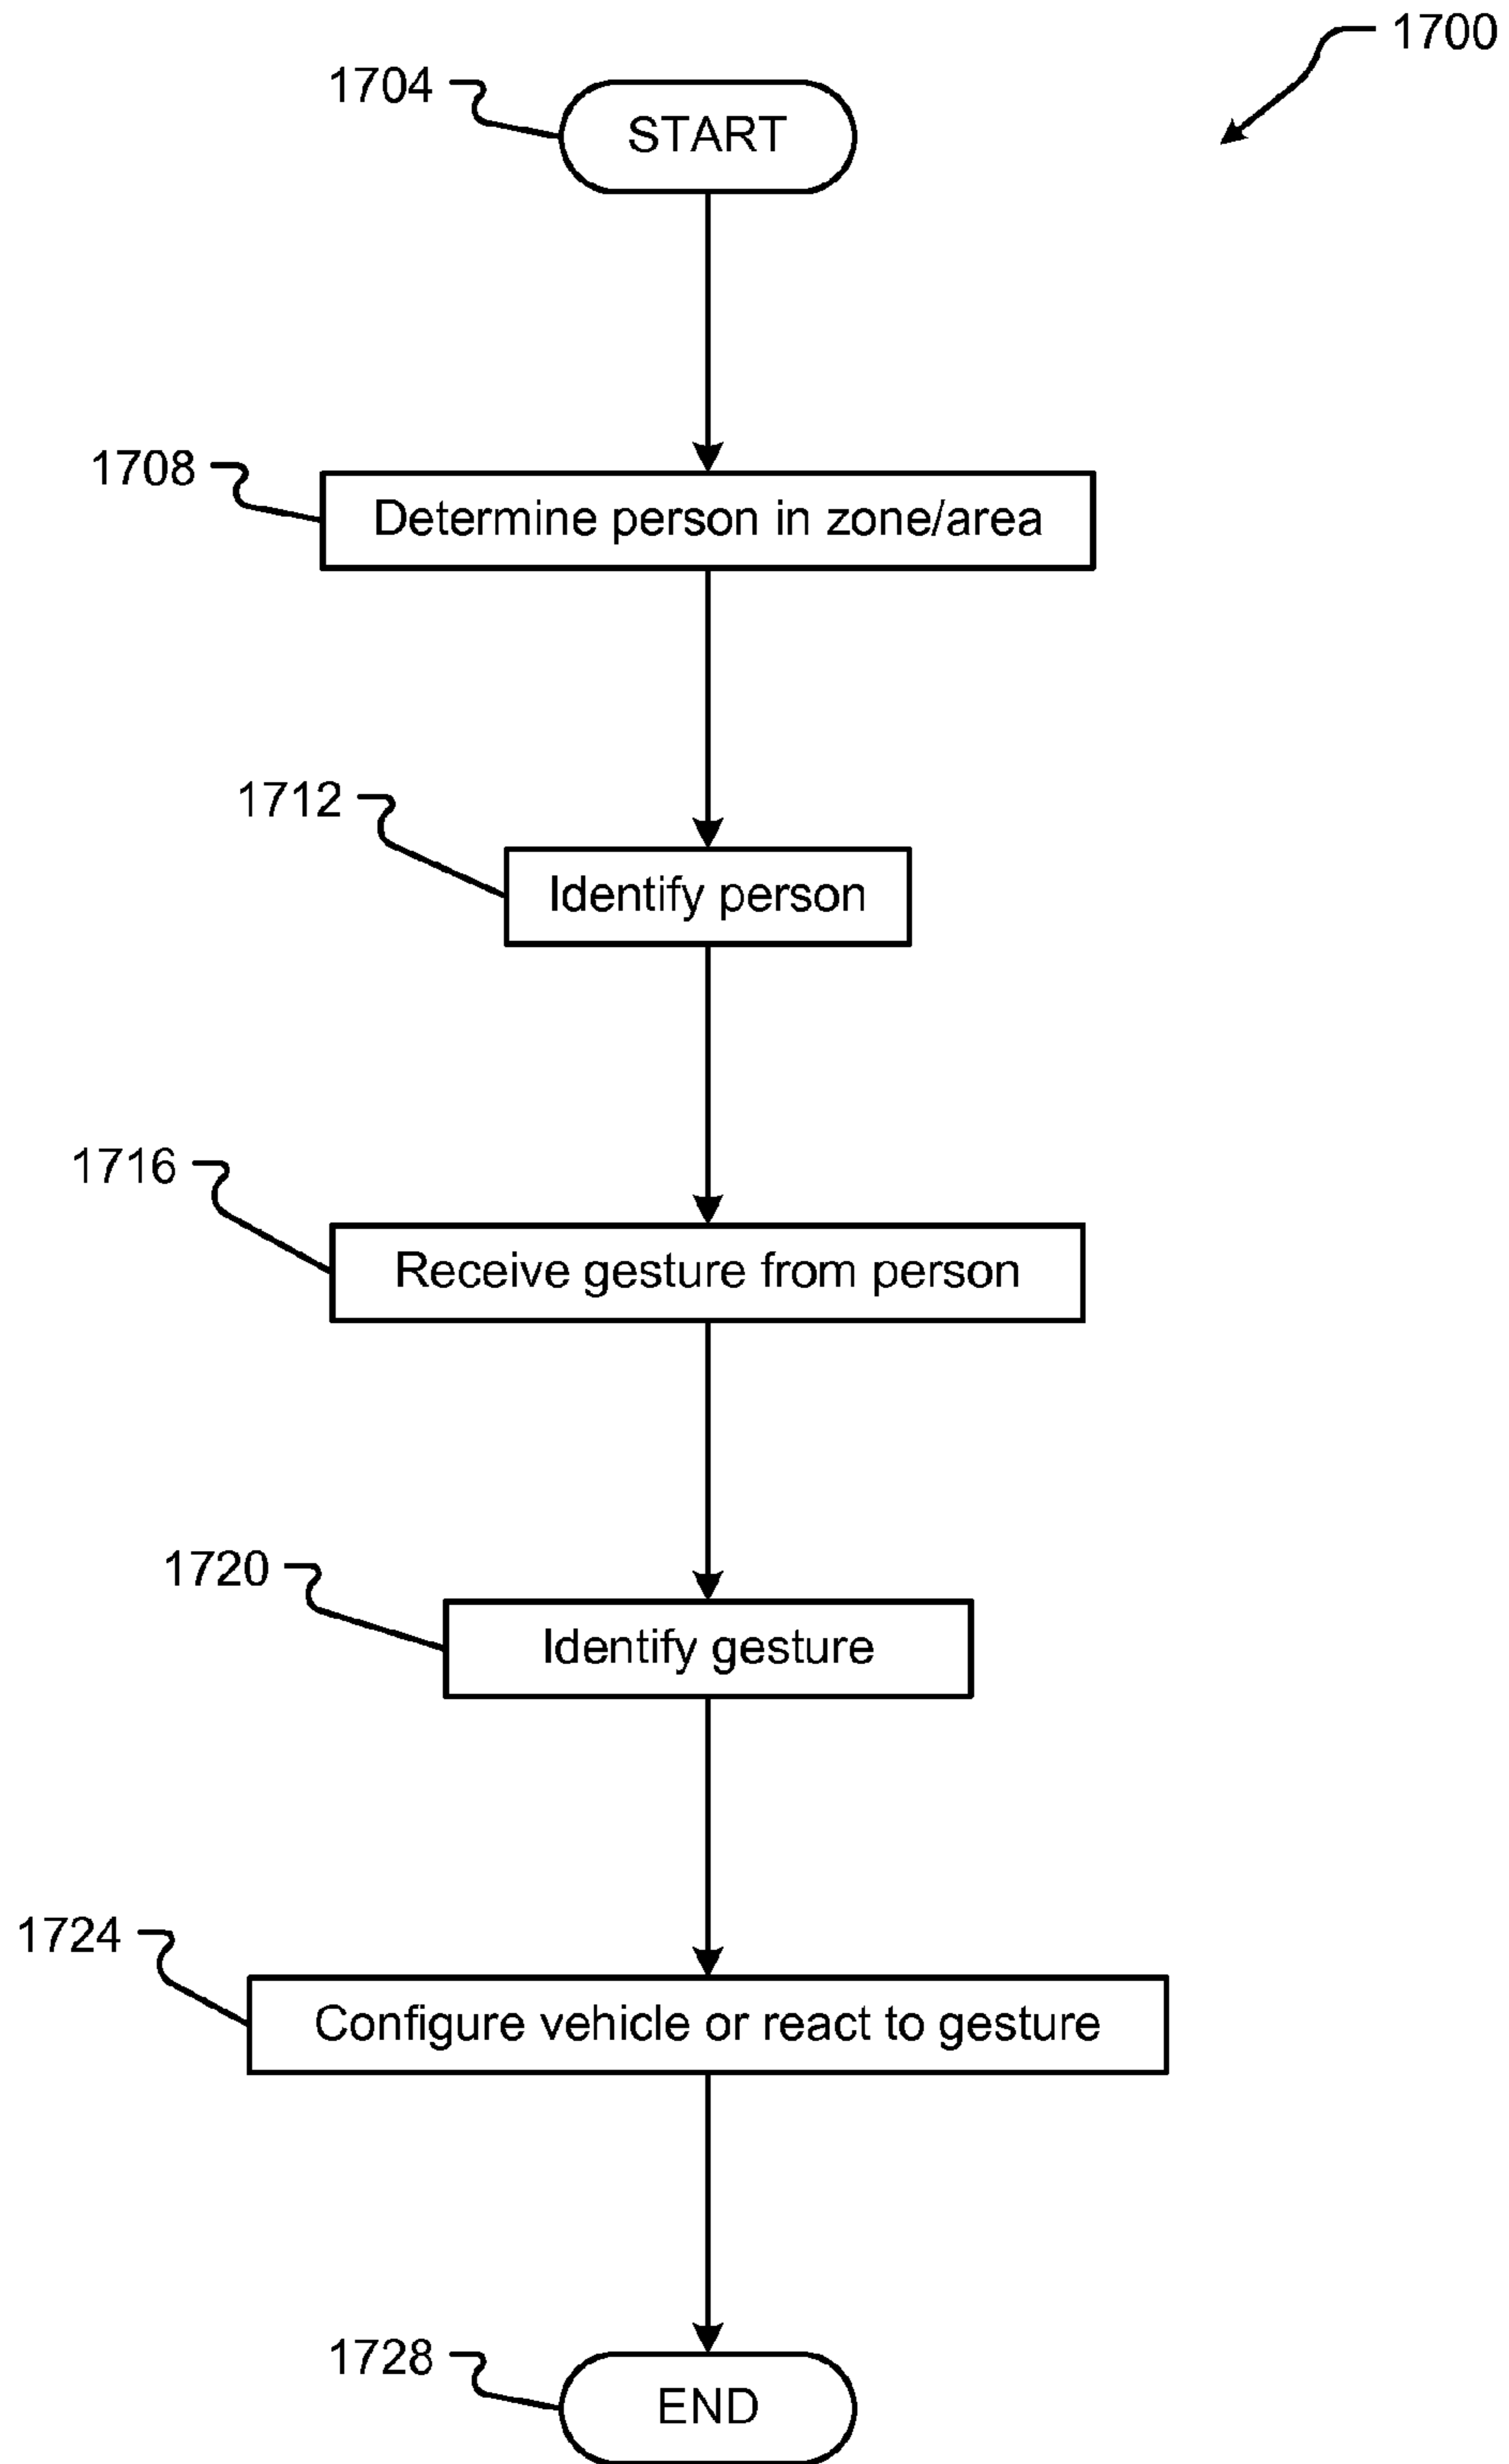 1700
1704
START
1708
Determine person in zone/area
1712
Identify person
1716
Receive gesture from person
1720
Identify gesture
1724
Configure vehicle or react to gesture
1728
END